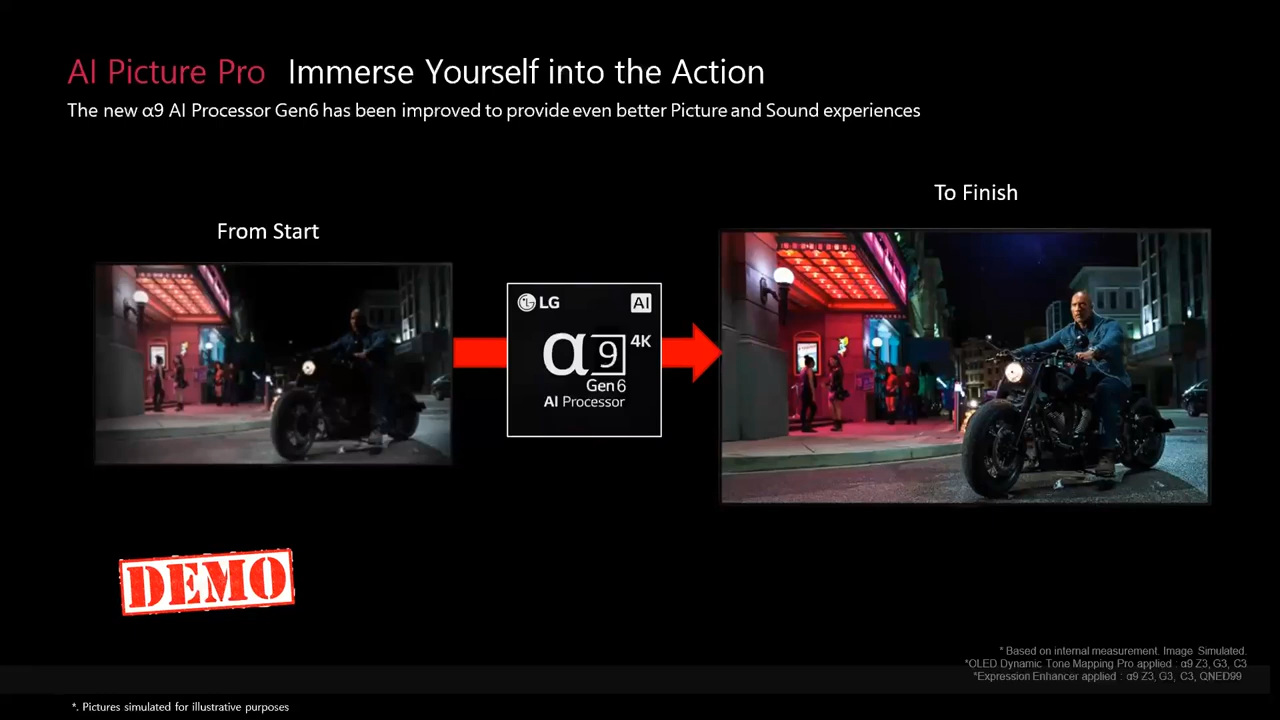 AI Picture Pro Immerse Yourself into the Action
The new α9 AI Processor Gen6 has been improved to provide even better Picture and Sound experiences
To Finish
From Start
LG AI
α9 4K
Gen6
AI Processor
DEMO
* Based on internal measurement. Image Simulated.
*OLED Dynamic Tone Mapping Pro applied : α9 Z3, G3, C3
*Expression Enhancer applied : α9 Z3, G3, C3, QNED99
*. Pictures simulated for illustrative purposes